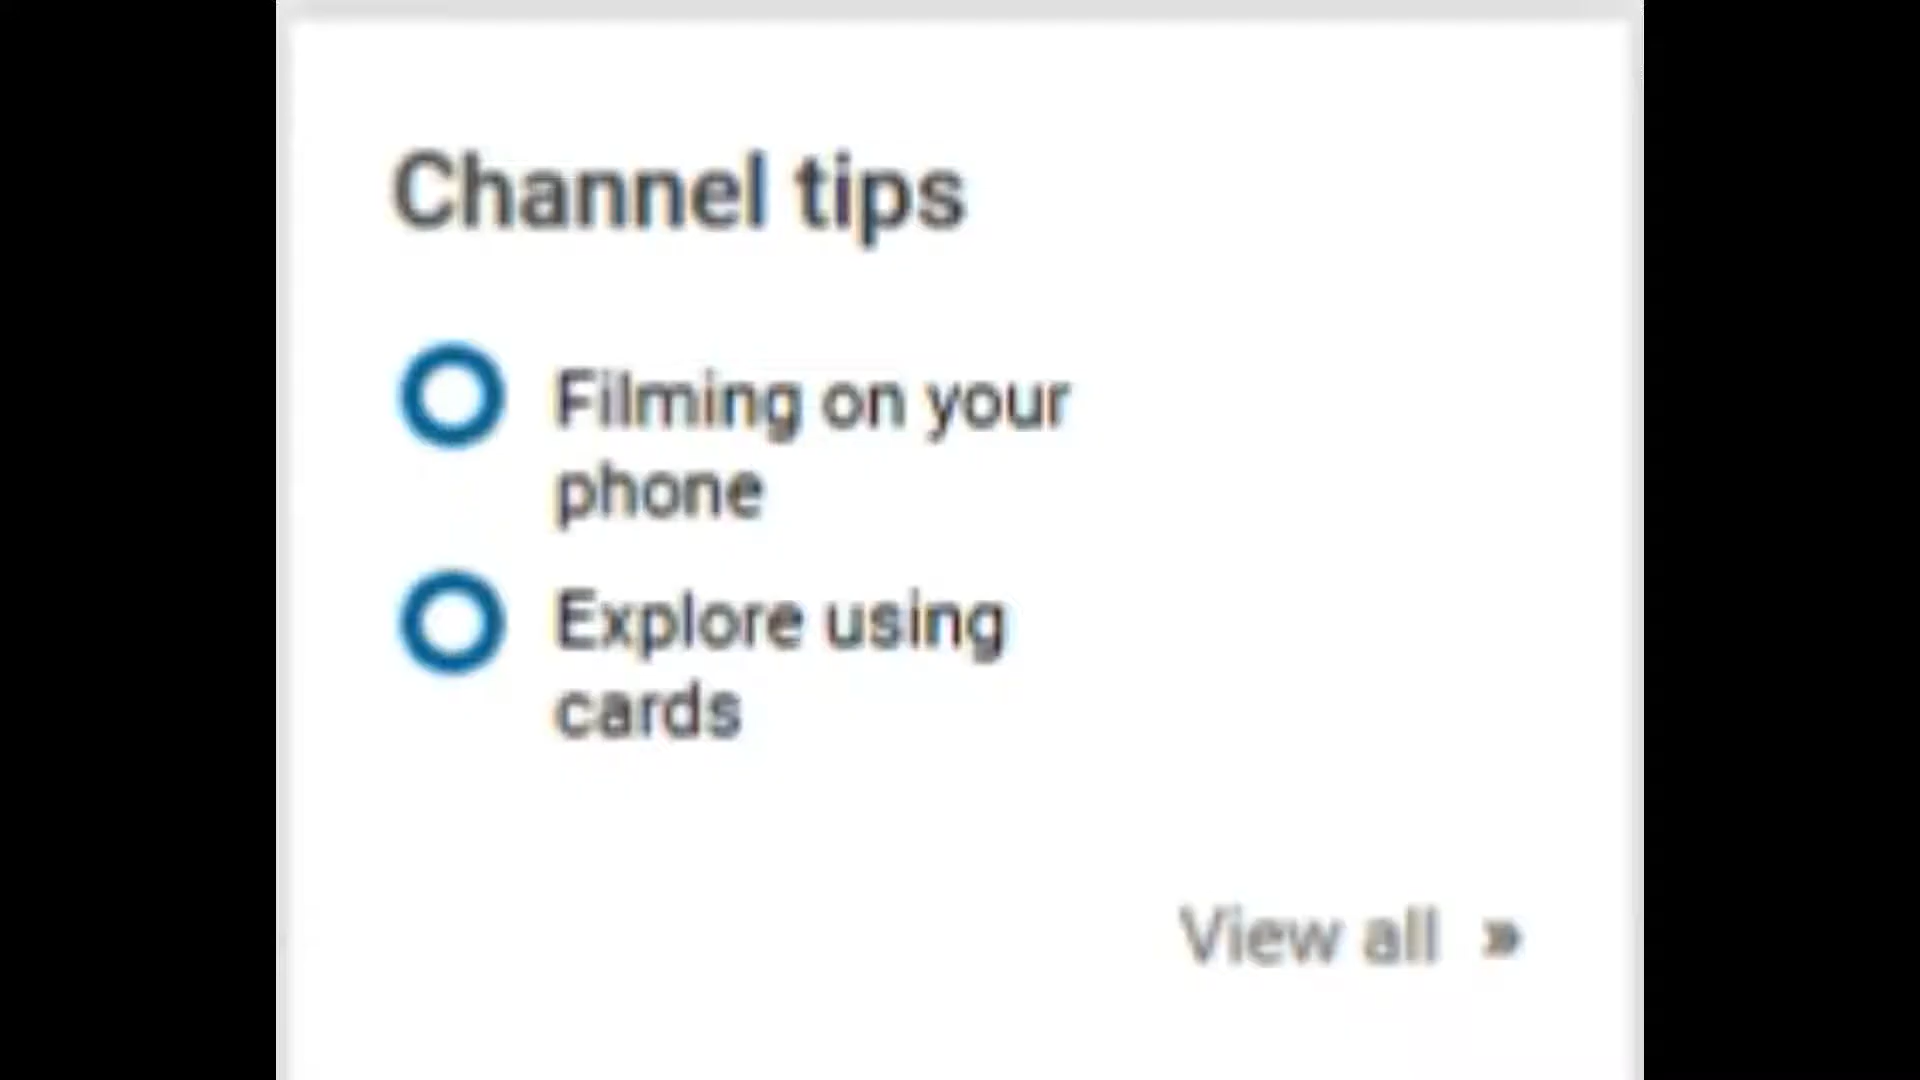 Channel tips
Filming on your
phone
Explore using
cards
View all »